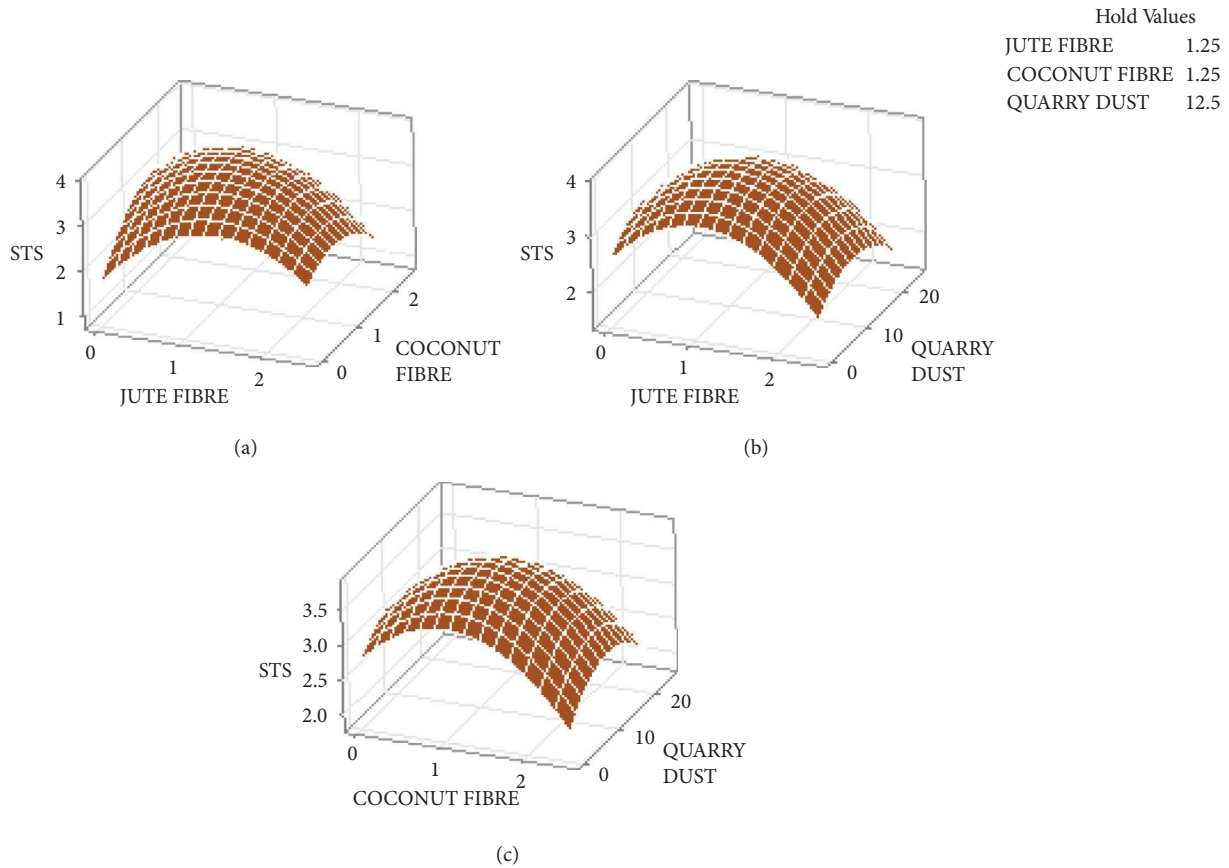 Hold Values
JUTE FIBRE 1.25
COCONUT FIBRE 1.25
QUARRY DUST 12.5
4
3
2
1
STS
0
1
2
JUTE FIBRE
0
1
2
COCONUT
FIBRE
(a)
4
3
2
STS
0
1
2
JUTE FIBRE
0
10
20
QUARRY
DUST
(b)
3.5
3.0
2.5
2.0
STS
0
1
2
COCONUT FIBRE
0
10
20
QUARRY
DUST
(c)